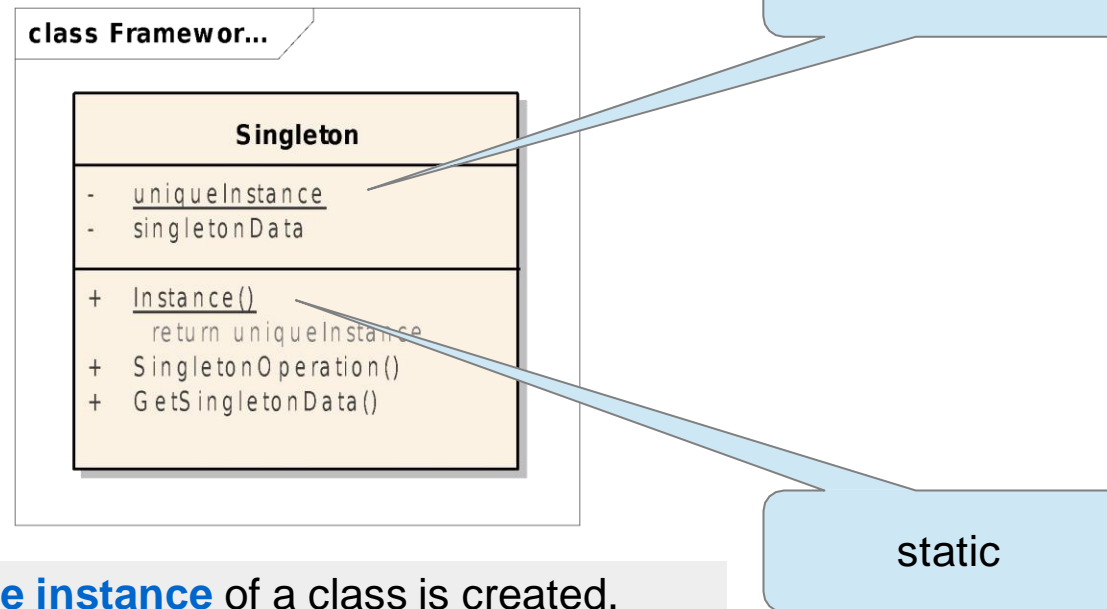 class Framewor...
Singleton
- uniqueInstance
- singletonData
+ Instance()
return uniqueInstance
+ SingletonOperation()
+ GetSingletonData()
static
e instance of a class is created.